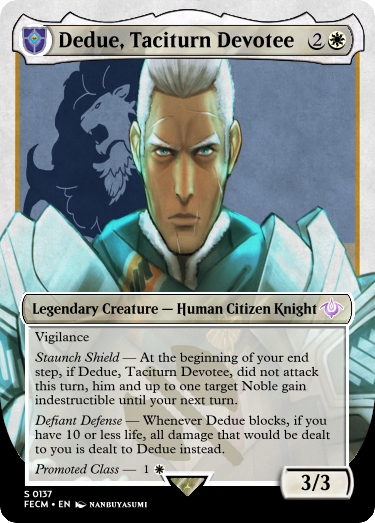 Dedue, Taciturn Devotee 2
Legendary Creature — Human Citizen Knight
Vigilance
Staunch Shield — At the beginning of your end
step, if Dedue, Taciturn Devotee, did not attack
this turn, him and up to one target Noble gain
indestructible until your next turn.
Defiant Defense — Whenever Dedue blocks, if you
have 10 or less life, all damage that would be dealt
to you is dealt to Dedue instead.
Promoted Class — 1
3/3
S 0137
FECM • EN NANBUYASUMI